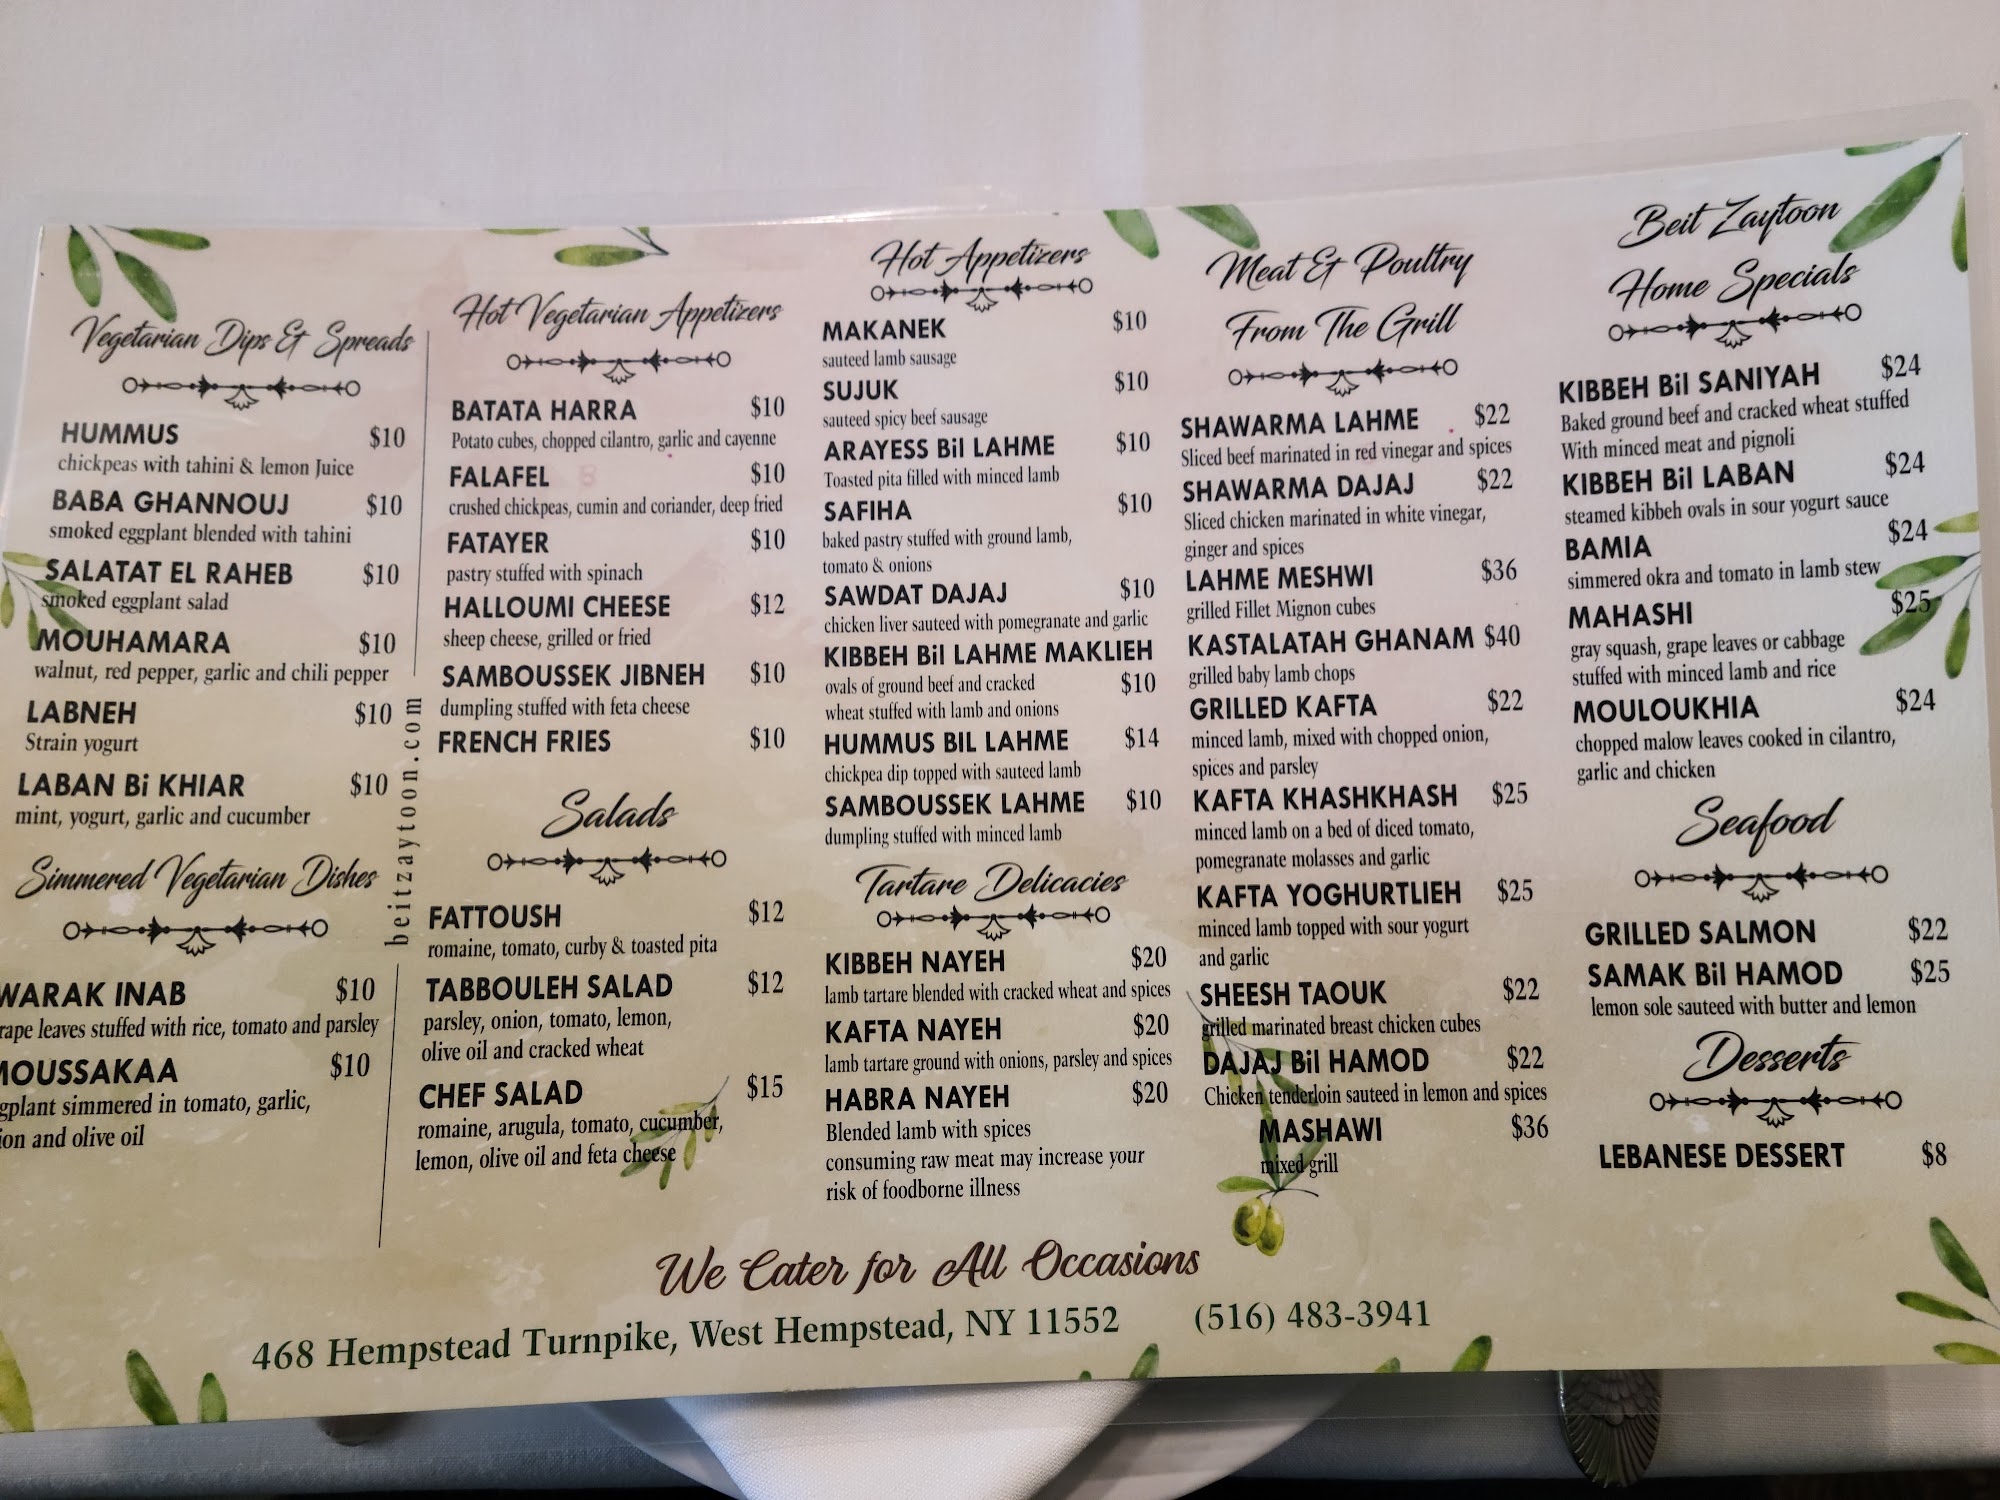 Vegetarian Dips & Spreads
HUMMUS $10
chickpeas with tahini & lemon Juice
BABA GHANNOUJ $10
smoked eggplant blended with tahini
SALATAT EL RAHEB $10
smoked eggplant salad
MOUHAMARA $10
walnut, red pepper, garlic and chili pepper
LABNEH $10
Strain yogurt
LABAN Bi KHIAR $10
mint, yogurt, garlic and cucumber
Simmered Vegetarian Dishes
WARAK INAB $10
rape leaves stuffed with rice, tomato and parsley
MOUSSAKAA $10
gplant simmered in tomato, garlic,
ion and olive oil
beitzaytoon.com
Hot Vegetarian Appetizers
BATATA HARRA $10
Potato cubes, chopped cilantro, garlic and cayenne
FALAFEL $10
crushed chickpeas, cumin and coriander, deep fried
FATAYER $10
pastry stuffed with spinach
HALLOUMI CHEESE $12
sheep cheese, grilled or fried
SAMBOUSSEK JIBNEH $10
dumpling stuffed with feta cheese
FRENCH FRIES $10
Salads
FATTOUSH $12
romaine, tomato, curby & toasted pita
TABBOULEH SALAD $12
parsley, onion, tomato, lemon,
olive oil and cracked wheat
CHEF SALAD $15
romaine, arugula, tomato, cucumber,
lemon, olive oil and feta cheese
Hot Appetizers
MAKANEK $10
sauteed lamb sausage
SUJUK $10
sauteed spicy beef sausage
ARAYESS Bil LAHME $10
Toasted pita filled with minced lamb
SAFIHA $10
baked pastry stuffed with ground lamb,
tomato & onions
SAWDAT DAJAJ $10
chicken liver sauteed with pomegranate and garlic
KIBBEH Bil LAHME MAKLIEH
ovals of ground beef and cracked $10
wheat stuffed with lamb and onions
HUMMUS BIL LAHME $14
chickpea dip topped with sauteed lamb
SAMBOUSSEK LAHME $10
dumpling stuffed with minced lamb
Tartare Delicacies
KIBBEH NAYEH $20
lamb tartare blended with cracked wheat and spices
KAFTA NAYEH $20
lamb tartare ground with onions, parsley and spices
HABRA NAYEH $20
Blended lamb with spices
consuming raw meat may increase your
risk of foodborne illness
Meat & Poultry
From The Grill
SHAWARMA LAHME $22
Sliced beef marinated in red vinegar and spices
SHAWARMA DAJAJ $22
Sliced chicken marinated in white vinegar,
ginger and spices
LAHME MESHWI $36
grilled Fillet Mignon cubes
KASTALATAH GHANAM $40
grilled baby lamb chops
GRILLED KAFTA $22
minced lamb, mixed with chopped onion,
spices and parsley
KAFTA KHASHKHASH $25
minced lamb on a bed of diced tomato,
pomegranate molasses and garlic
KAFTA YOGHURTLIEH $25
minced lamb topped with sour yogurt
and garlic
SHEESH TAOUK $22
grilled marinated breast chicken cubes
DAJAJ Bil HAMOD $22
Chicken tenderloin sauteed in lemon and spices
MASHAWI $36
mixed grill
Beit Zaytoon
Home Specials
KIBBEH Bil SANIYAH $24
Baked ground beef and cracked wheat stuffed
With minced meat and pignoli
KIBBEH Bil LABAN $24
steamed kibbeh ovals in sour yogurt sauce
BAMIA $24
simmered okra and tomato in lamb stew
MAHASHI $25
gray squash, grape leaves or cabbage
stuffed with minced lamb and rice
MOULOUKHIA $24
chopped malow leaves cooked in cilantro,
garlic and chicken
Seafood
GRILLED SALMON $22
SAMAK Bil HAMOD $25
lemon sole sauteed with butter and lemon
Desserts
LEBANESE DESSERT $8
We Cater for All Occasions
468 Hempstead Turnpike, West Hempstead, NY 11552 (516) 483-3941